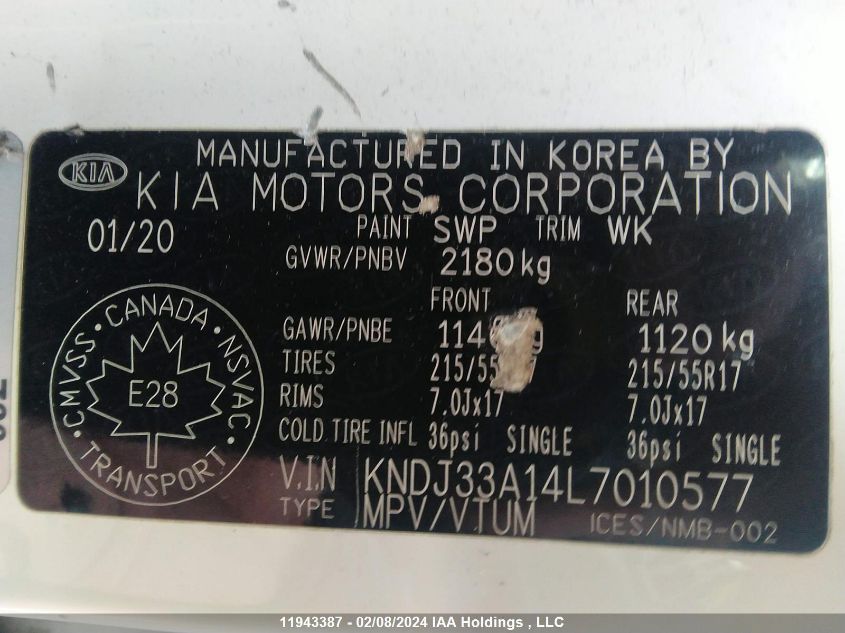 MANUFACTURED IN KOREA BY
KIA KIA MOTORS CORPORATION
01/20 PAINT SWP TRIM WK
GVWR/PNBV 2180kg
FRONT REAR
GAWR/PNBE 1120kg
TIRES 215/55R17
RIMS 7.0Jx17 7.0Jx17
COLD TIRE INFL 36psi SINGLE 36psi SINGLE
CMVSS • CANADA • NSVAC • TRANSPORT •
E28
V.I.N KNDJ33A14L7010577
TYPE MPV/VTUM ICES/NMB-002
11943387 - 02/08/2024 IAA Holdings , LLC